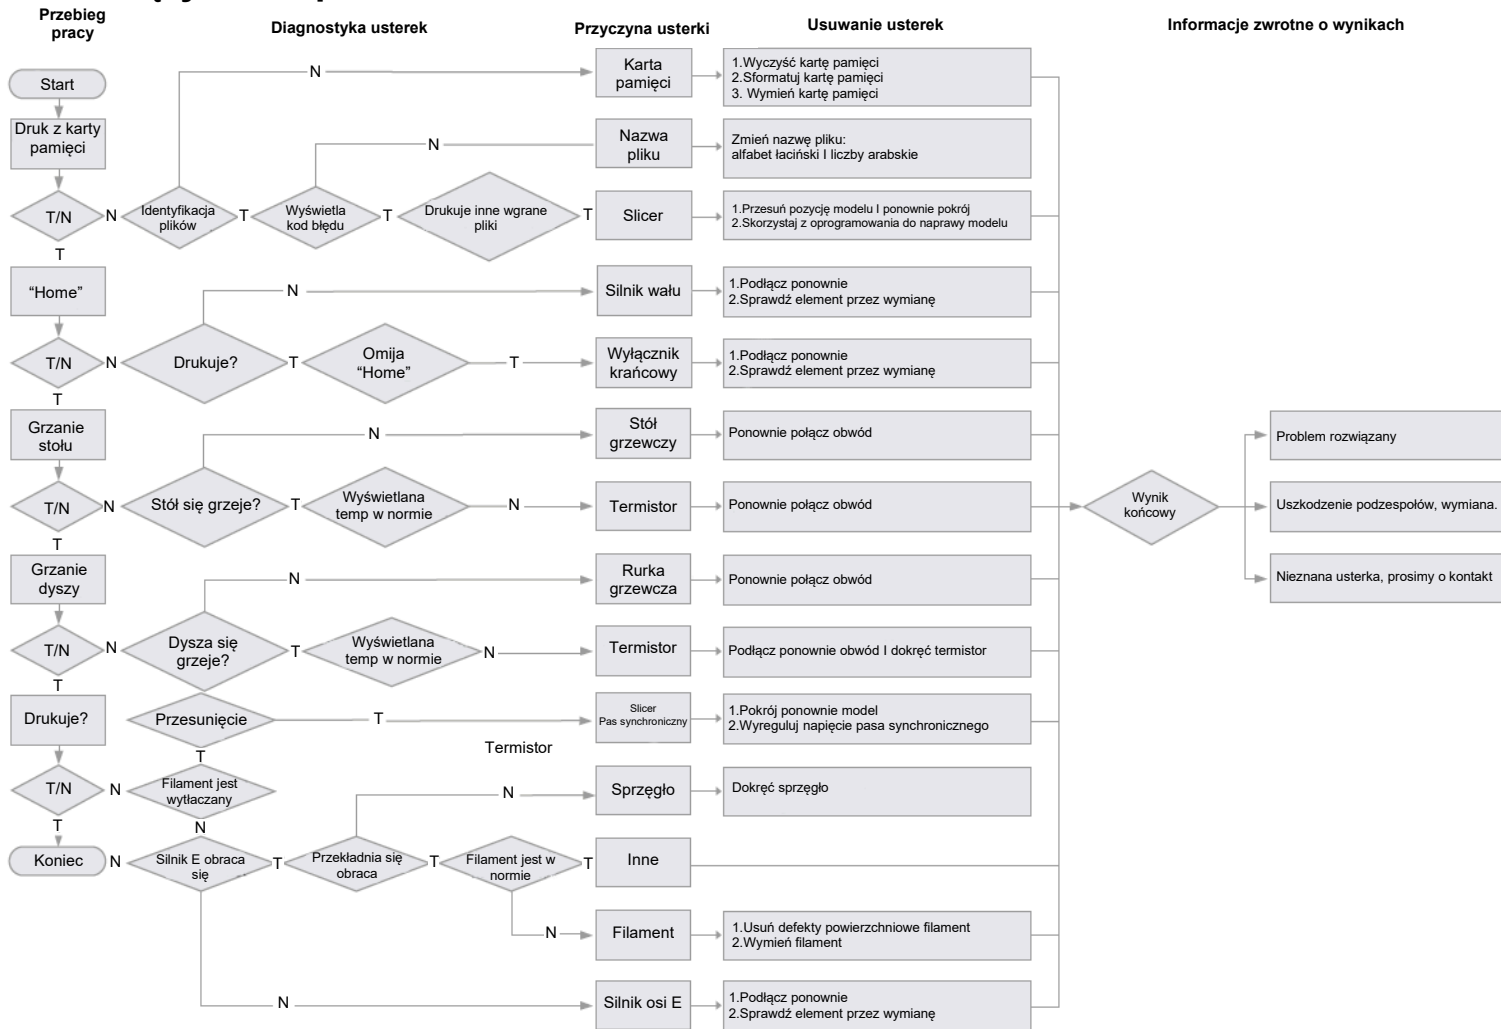 Przebieg
pracy
Diagnostyka usterek
Przyczyna usterki
Usuwanie usterek
Informacje zwrotne o wynikach
Start
N
Karta
pamięci
1.Wyczyść kartę pamięci
2.Sformatuj kartę pamięci
3. Wymień kartę pamięci
Druk z karty
pamięci
N
Nazwa
pliku
Zmień nazwę pliku:
alfabet łaciński I liczby arabskie
T/N
N
Identyfikacja
plików
T
Wyświetla
kod błędu
T
Drukuje inne wgrane
pliki
T
Slicer
1.Przesuń pozycję modelu I ponownie pokrój
2.Skorzystaj z oprogramowania do naprawy modelu
T
“Home”
N
Silnik wału
1.Podłącz ponownie
2.Sprawdź element przez wymianę
T/N
N
Drukuje?
T
Omija
“Home”
T
Wyłącznik
krańcowy
1.Podłącz ponownie
2.Sprawdź element przez wymianę
T
Grzanie
stołu
N
Stół
grzewczy
Ponownie połącz obwód
Problem rozwiązany
T/N
N
Stół się grzeje?
T
Wyświetlana
temp w normie
N
Termistor
Ponownie połącz obwód
Wynik
końcowy
Uszkodzenie podzespołów, wymiana.
T
Grzanie
dyszy
N
Rurka
grzewcza
Ponownie połącz obwód
Nieznana usterka, prosimy o kontakt
T/N
N
Dysza się
grzeje?
T
Wyświetlana
temp w normie
N
Termistor
Podłącz ponownie obwód I dokręć termistor
T
Drukuje?
Przesunięcie
T
Slicer
Pas synchroniczny
1.Pokrój ponownie model
2.Wyreguluj napięcie pasa synchronicznego
T
Termistor
T/N
N
Filament jest
wytłaczany
N
Sprzęgło
Dokręć sprzęgło
T
N
Koniec
N
Silnik E obraca
się
T
Przekładnia się
obraca
T
Filament jest w
normie
T
Inne
N
Filament
1.Usuń defekty powierzchniowe filament
2.Wymień filament
N
Silnik osi E
1.Podłącz ponownie
2.Sprawdź element przez wymianę